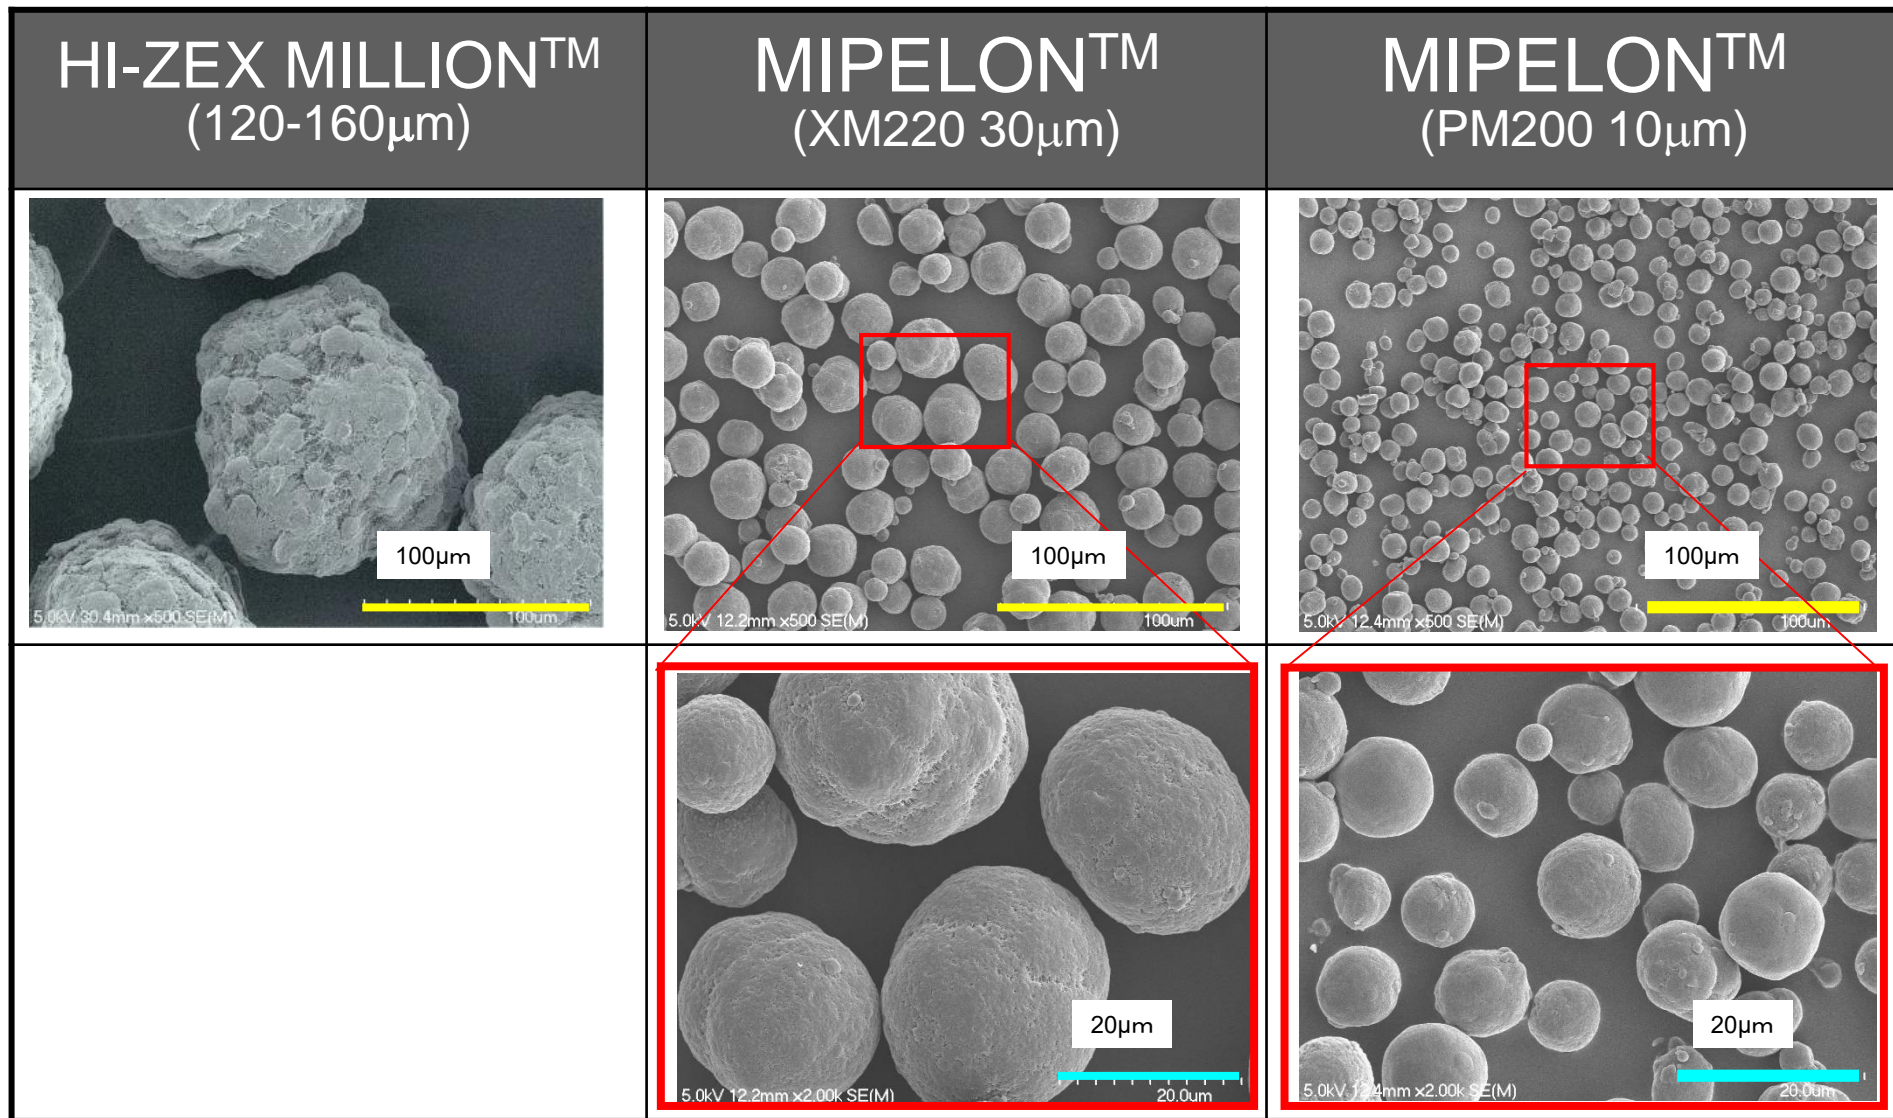 HI-ZEX MILLION™
(120-160μm)
MIPELON™
(XM220 30μm)
MIPELON™
(PM200 10μm)
100μm
5.0kV 30.4mm x500 SE(M)
100um
100μm
5.0kV 12.2mm x500 SE(M)
100um
100μm
5.0kV 12.4mm x500 SE(M)
100um
20μm
5.0kV 12.2mm x2.00k SE(M)
20.0um
20μm
5.0kV 12.4mm x2.00k SE(M)
20.0um